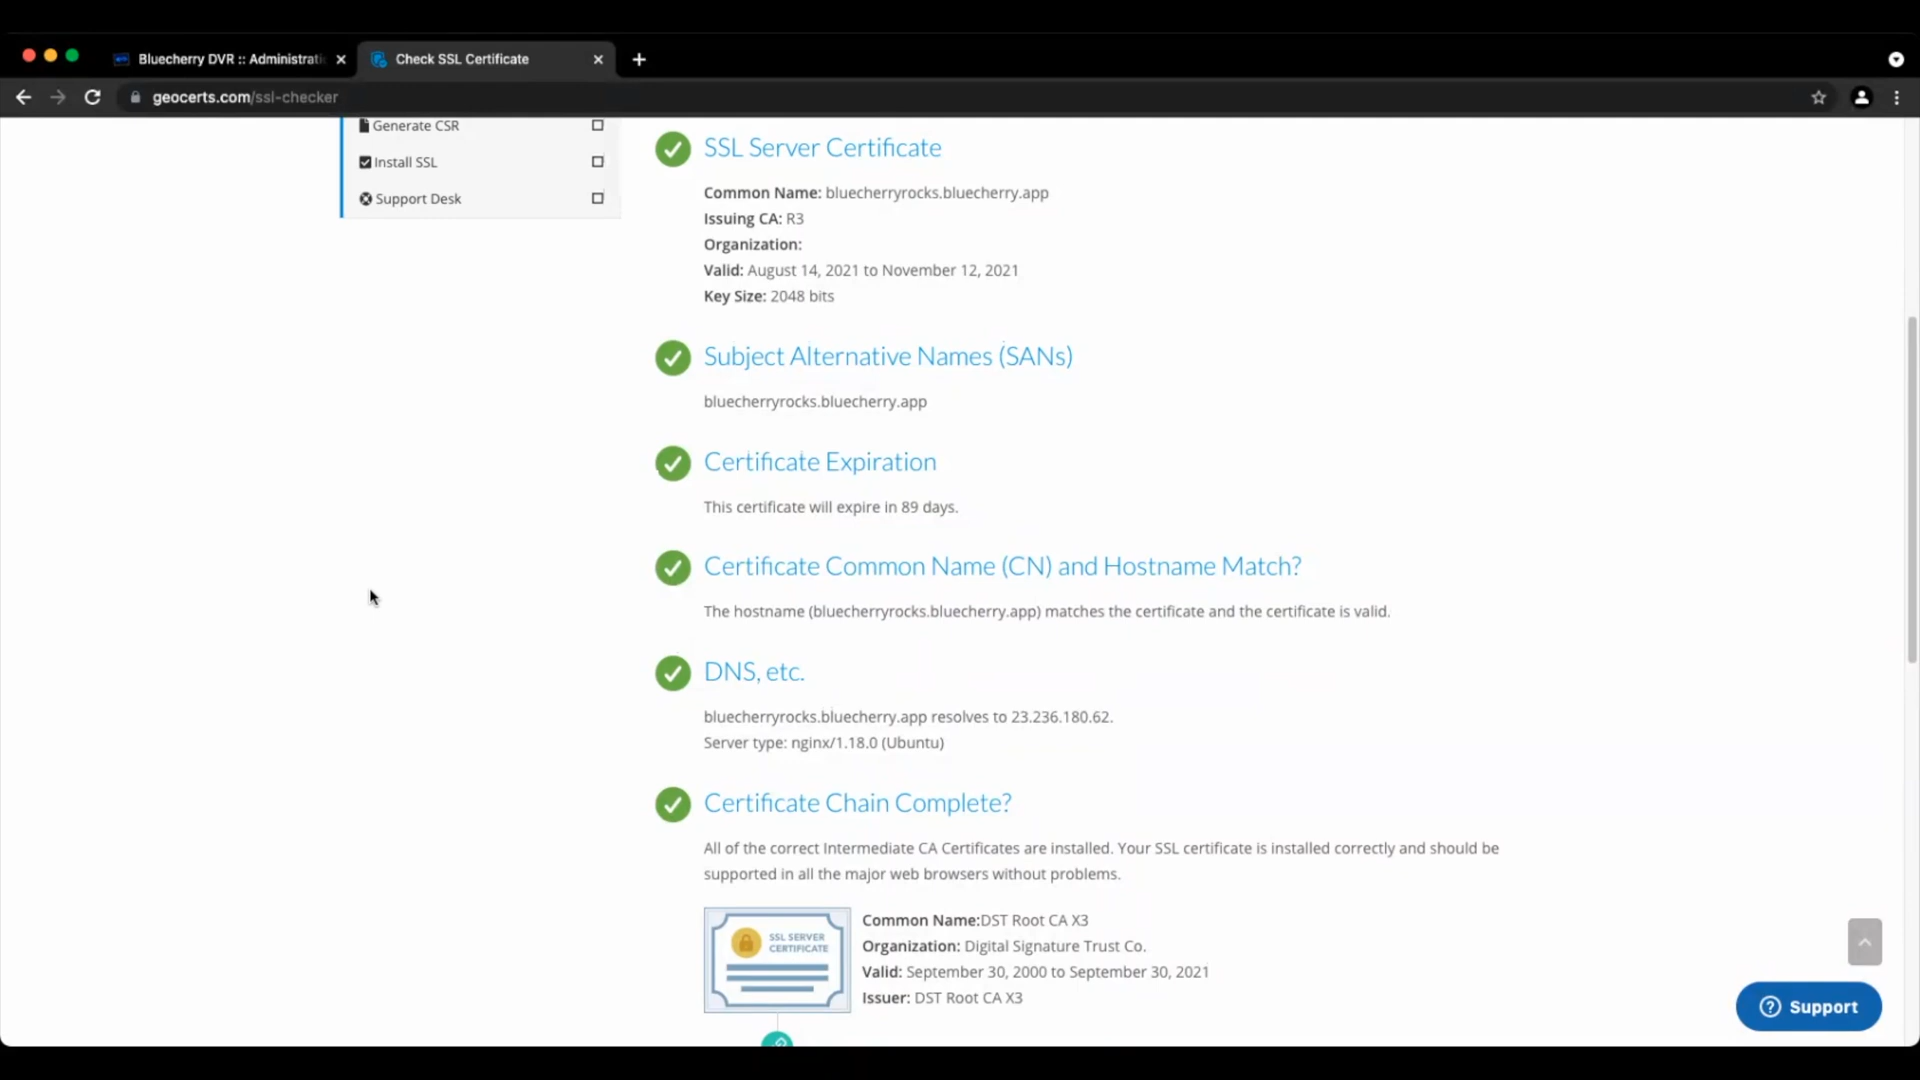 Bluecherry DVR :: Administrati
Check SSL Certificate
geocerts.com/ssl-checker
Generate CSR
Install SSL
Support Desk
SSL Server Certificate
Common Name: bluecherryrocks.bluecherry.app
Issuing CA: R3
Organization:
Valid: August 14, 2021 to November 12, 2021
Key Size: 2048 bits
Subject Alternative Names (SANs)
bluecherryrocks.bluecherry.app
Certificate Expiration
This certificate will expire in 89 days.
Certificate Common Name (CN) and Hostname Match?
The hostname (bluecherryrocks.bluecherry.app) matches the certificate and the certificate is valid.
DNS, etc.
bluecherryrocks.bluecherry.app resolves to 23.236.180.62.
Server type: nginx/1.18.0 (Ubuntu)
Certificate Chain Complete?
All of the correct Intermediate CA Certificates are installed. Your SSL certificate is installed correctly and should be
supported in all the major web browsers without problems.
SSL SERVER
CERTIFICATE
Common Name:DST Root CA X3
Organization: Digital Signature Trust Co.
Valid: September 30, 2000 to September 30, 2021
Issuer: DST Root CA X3
Support